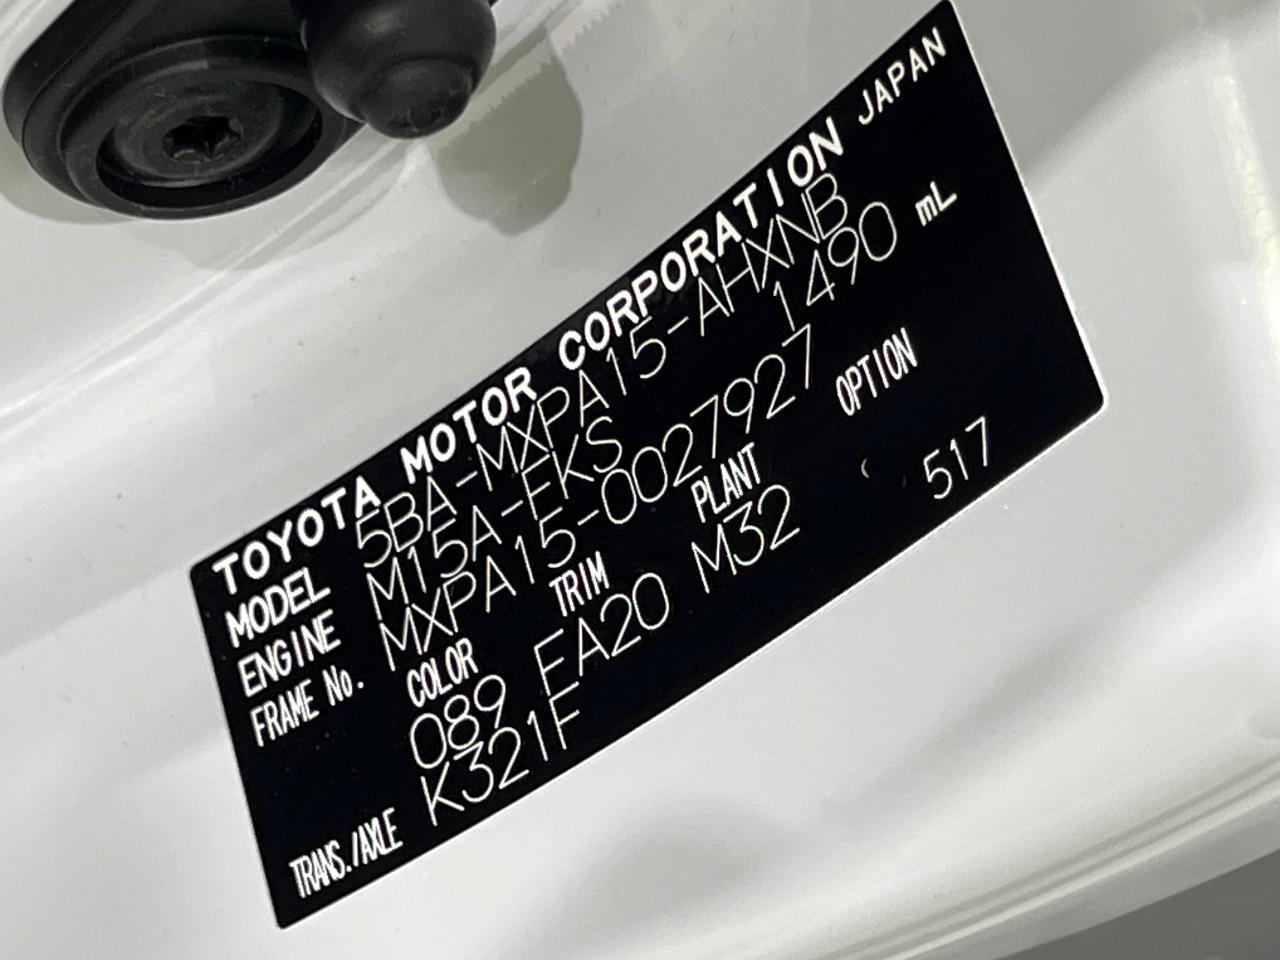 TOYOTA MOTOR CORPORATION JAPAN
MODEL 5BA-MXPA15-AHXNB
ENGINE M15A-FKS 1490 mL
FRAME No. MXPA15-0027927
COLOR TRIM PLANT OPTION
089 EA20 M32 517
TRANS./AXLE K321F